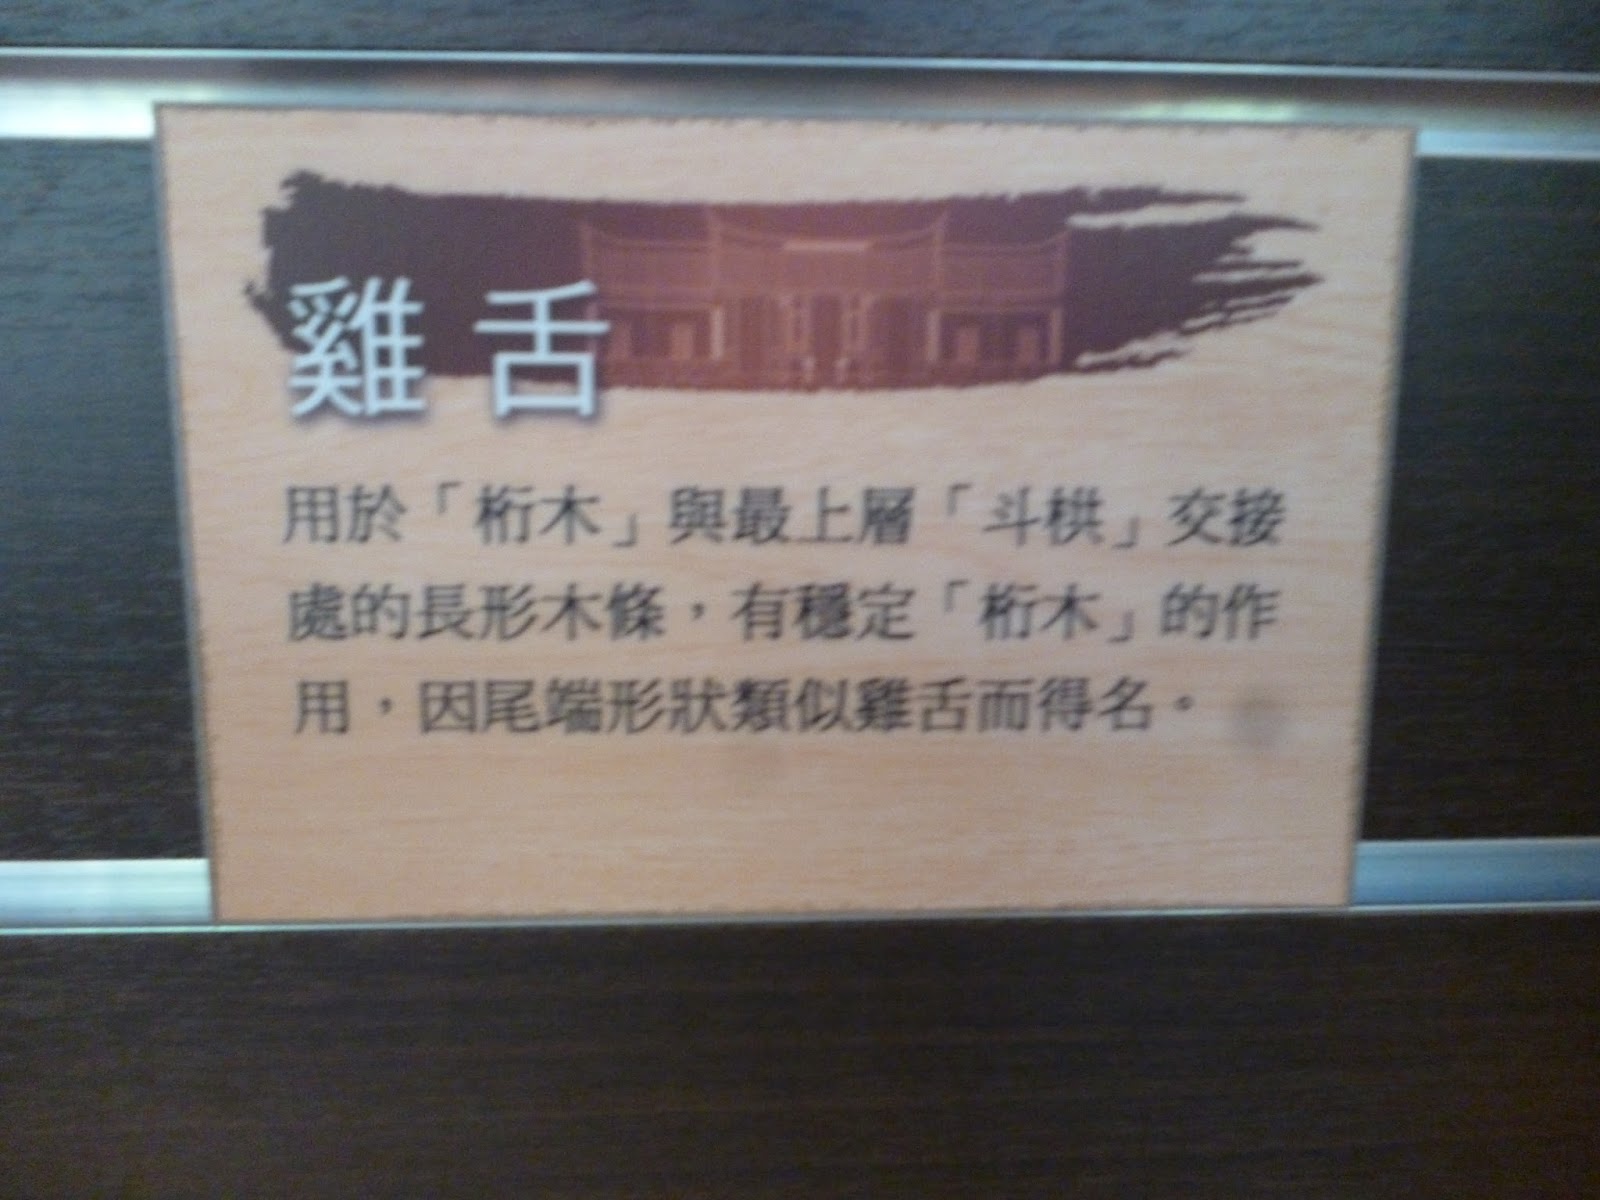 雞舌
用於「桁木」與最上層「斗栱」交接
處的長形木條，有穩定「桁木」的作
用，因尾端形狀類似雞舌而得名。